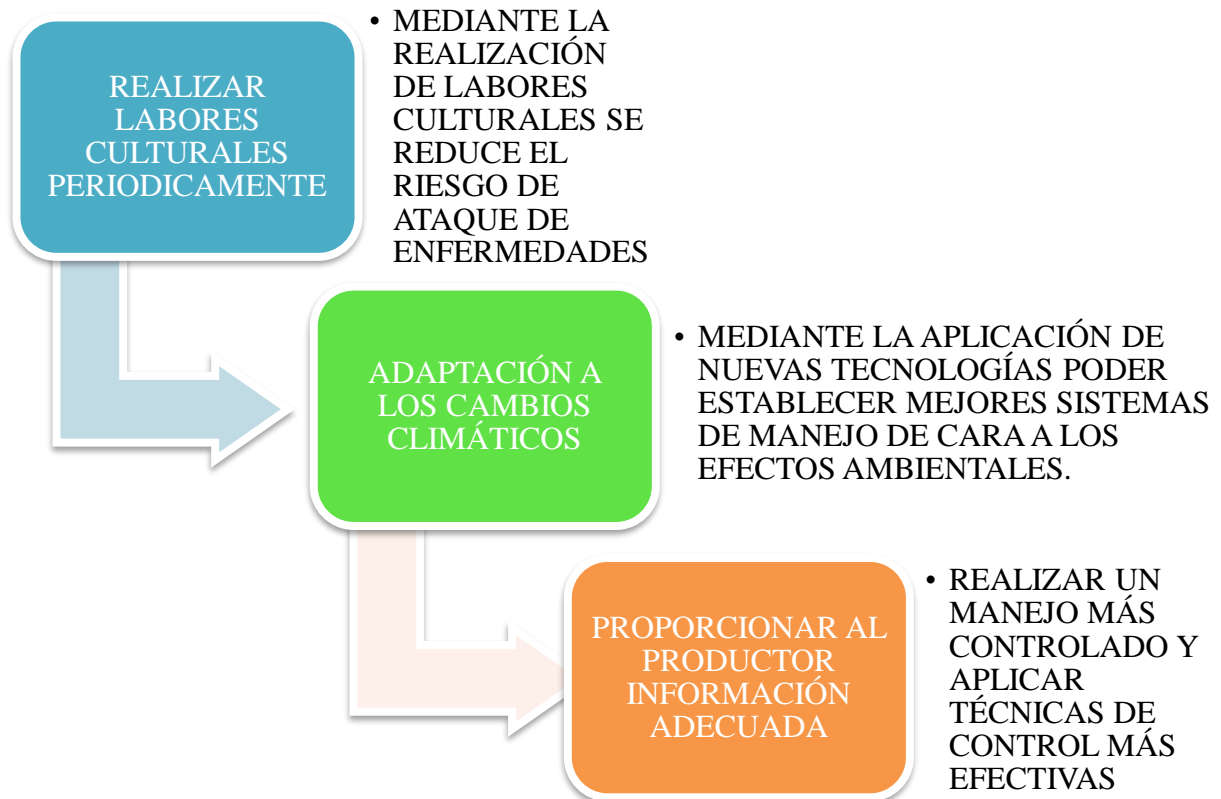 REALIZAR
LABORES
CULTURALES
PERIODICAMENTE
• MEDIANTE LA
REALIZACIÓN
DE LABORES
CULTURALES SE
REDUCE EL
RIESGO DE
ATAQUE DE
ENFERMEDADES
ADAPTACIÓN A
LOS CAMBIOS
CLIMÁTICOS
• MEDIANTE LA APLICACIÓN DE
NUEVAS TECNOLOGÍAS PODER
ESTABLECER MEJORES SISTEMAS
DE MANEJO DE CARA A LOS
EFECTOS AMBIENTALES.
PROPORCIONAR AL
PRODUCTOR
INFORMACIÓN
ADECUADA
• REALIZAR UN
MANEJO MÁS
CONTROLADO Y
APLICAR
TÉCNICAS DE
CONTROL MÁS
EFECTIVAS